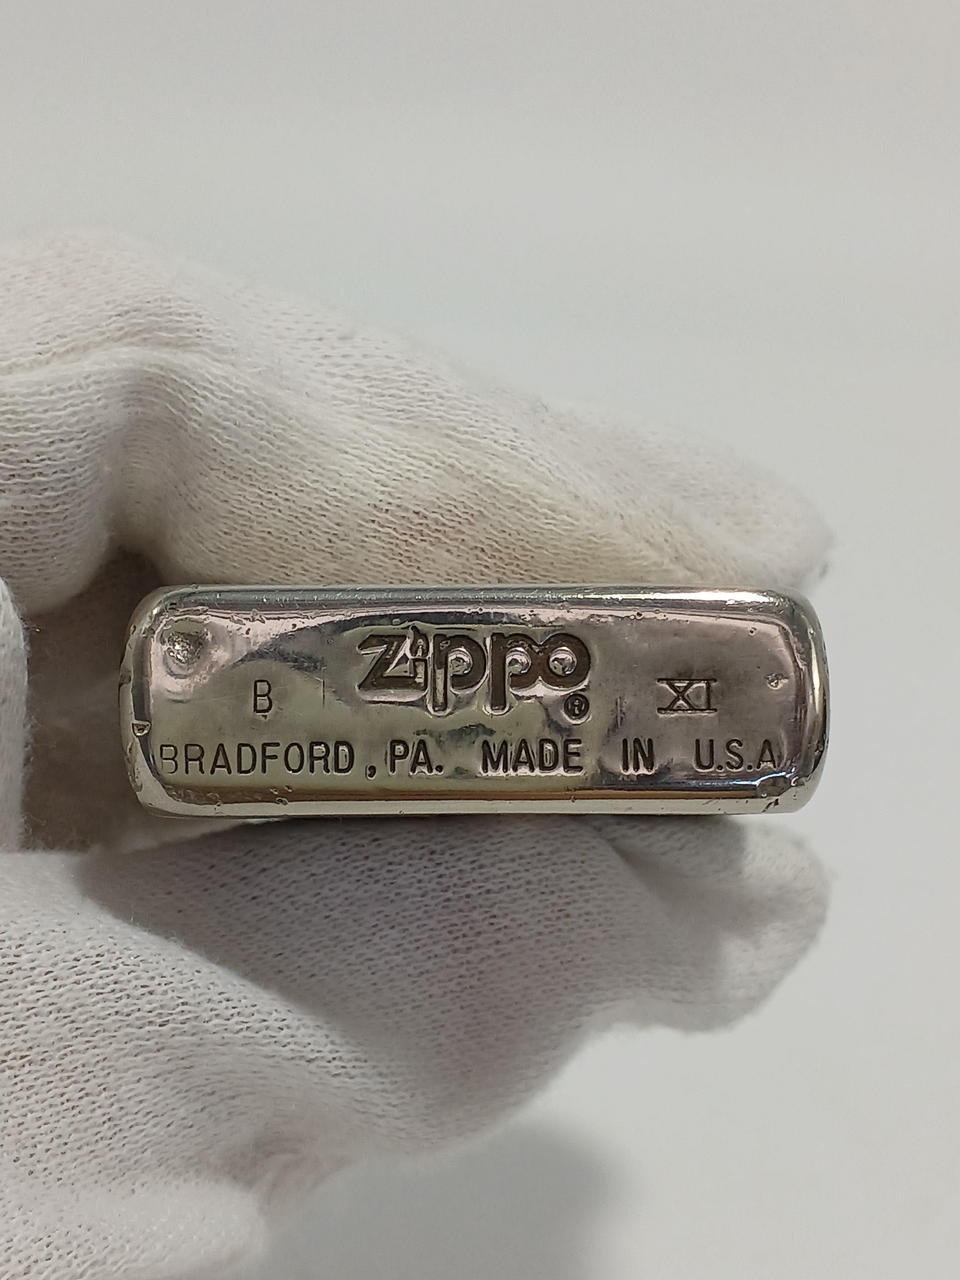 zippo ®
B XI
BRADFORD, PA. MADE IN U.S.A